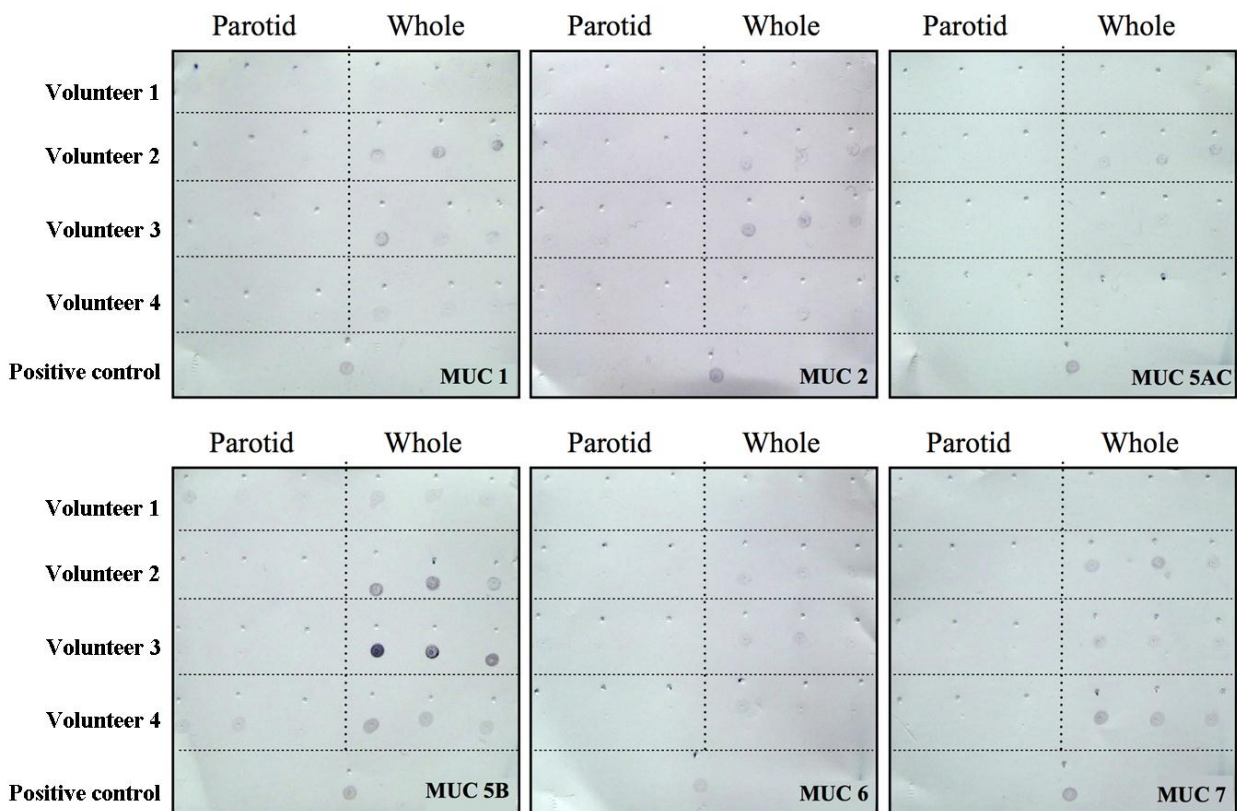 Parotid Whole Parotid Whole Parotid Whole
Volunteer 1
Volunteer 2
Volunteer 3
Volunteer 4
Positive control
MUC 1 MUC 2 MUC 5AC
Parotid Whole Parotid Whole Parotid Whole
Volunteer 1
Volunteer 2
Volunteer 3
Volunteer 4
Positive control
MUC 5B MUC 6 MUC 7